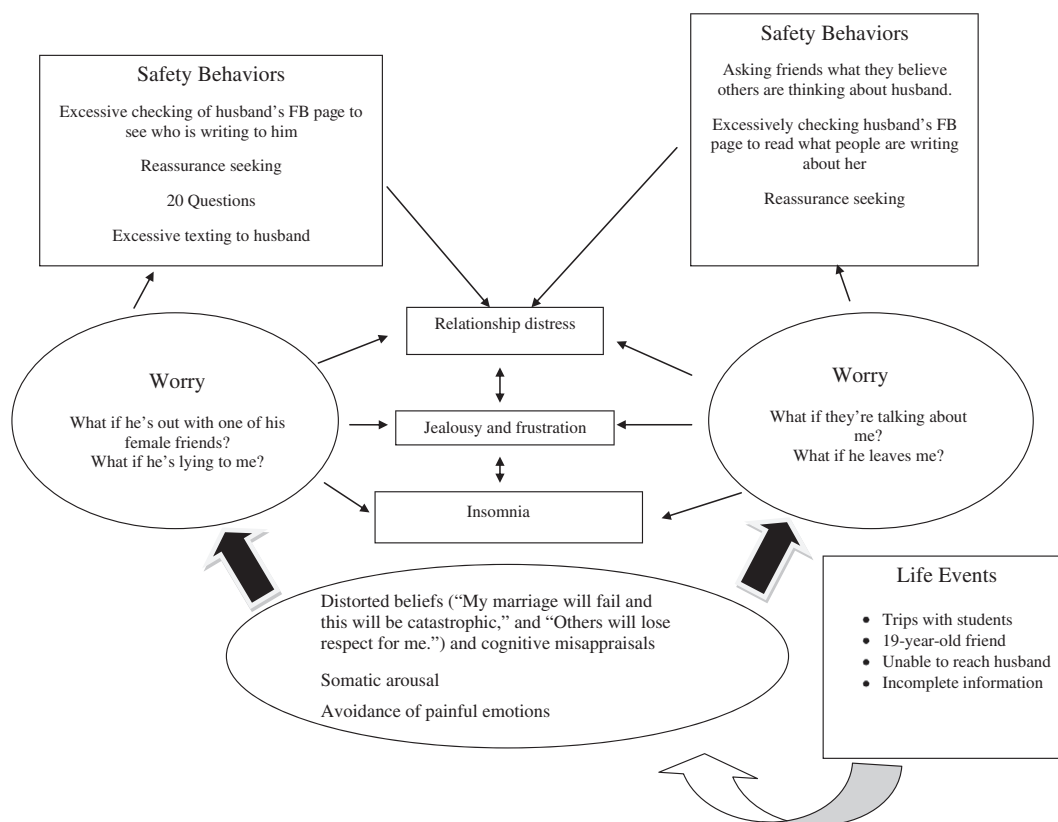 Safety Behaviors
Excessive checking of husband's FB page to
see who is writing to him
Reassurance seeking
20 Questions
Excessive texting to husband
Safety Behaviors
Asking friends what they believe
others are thinking about husband.
Excessively checking husband's FB
page to read what people are writing
about her
Reassurance seeking
Relationship distress
Worry
What if he's out with one of his
female friends?
What if he's lying to me?
Jealousy and frustration
Worry
What if they're talking about
me?
What if he leaves me?
Insomnia
Distorted beliefs (“My marriage will fail and
this will be catastrophic,” and “Others will lose
respect for me.”) and cognitive misappraisals
Somatic arousal
Avoidance of painful emotions
Life Events
• Trips with students
• 19-year-old friend
• Unable to reach husband
• Incomplete information